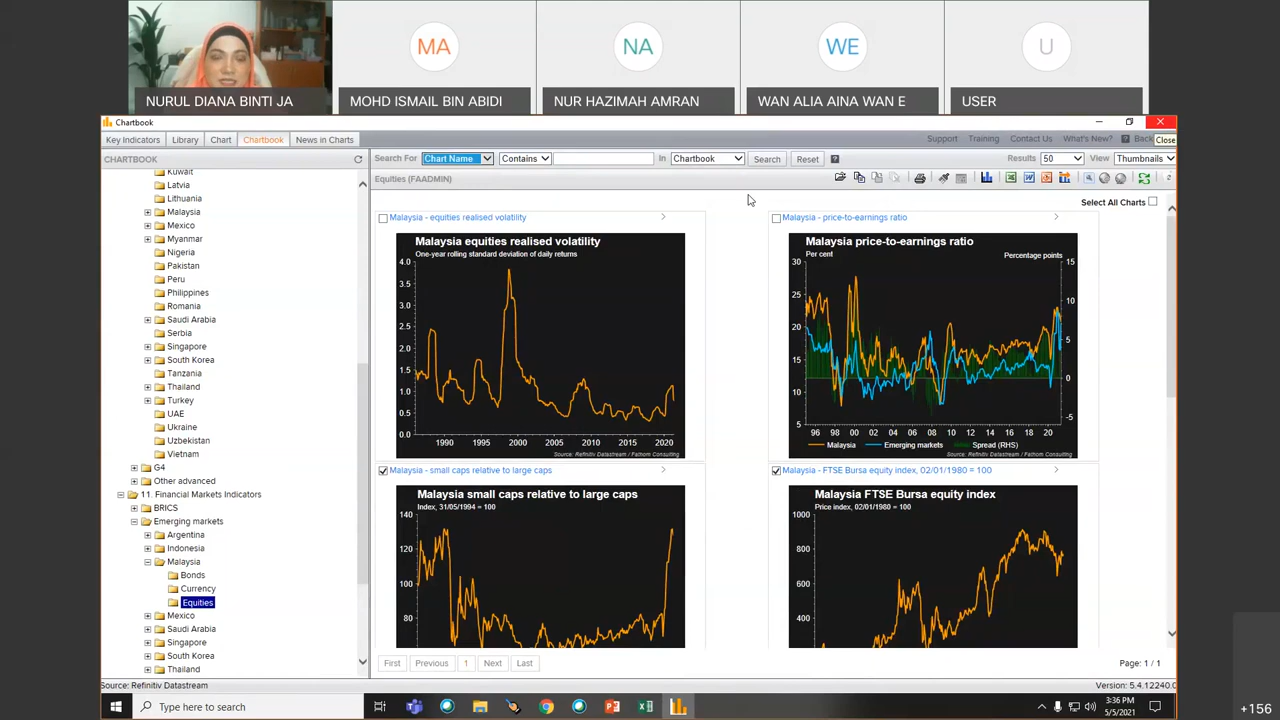 MA
NA
WE
U
NURUL DIANA BINTI JA
MOHD ISMAIL BIN ABIDI
NUR HAZIMAH AMRAN
WAN ALIA AINA WAN E
USER
Chartbook
Key Indicators
Library
Chart
Chartbook
News in Charts
Support
Training
Contact Us
What's New?
Back
Close
CHARTBOOK
Search For
Chart Name
Contains
In
Chartbook
Search
Reset
Results
50
View
Thumbnails
Equities (FAADMIN)
Select All Charts
Kuwait
Latvia
Lithuania
Malaysia
Mexico
Myanmar
Nigeria
Pakistan
Peru
Philippines
Romania
Saudi Arabia
Serbia
Singapore
South Korea
Tanzania
Thailand
Turkey
UAE
Ukraine
Uzbekistan
Vietnam
G4
Other advanced
11. Financial Markets Indicators
BRICS
Emerging markets
Argentina
Indonesia
Malaysia
Bonds
Currency
Equities
Mexico
Saudi Arabia
Singapore
South Korea
Thailand
Malaysia - equities realised volatility
Malaysia equities realised volatility
One-year rolling standard deviation of daily returns
4.0
3.5
3.0
2.5
2.0
1.5
1.0
0.5
0.0
1990 1995 2000 2005 2010 2015 2020
Source: Refinitiv Datastream / Fathom Consulting
Malaysia - price-to-earnings ratio
Malaysia price-to-earnings ratio
Per cent
Percentage points
30
25
20
15
10
5
15
10
5
0
-5
96 98 00 02 04 06 08 10 12 14 16 18 20
Malaysia
Emerging markets
Spread (RHS)
Source: Refinitiv Datastream / Fathom Consulting
Malaysia - small caps relative to large caps
Malaysia small caps relative to large caps
Index, 31/05/1994 = 100
140
120
100
80
Malaysia - FTSE Bursa equity index, 02/01/1980 = 100
Malaysia FTSE Bursa equity index
Price index, 02/01/1980 = 100
1000
800
600
400
First
Previous
1
Next
Last
Page: 1 / 1
Source: Refinitiv Datastream
Version: 5.4.12240.0
Type here to search
3:36 PM
5/5/2021
+156